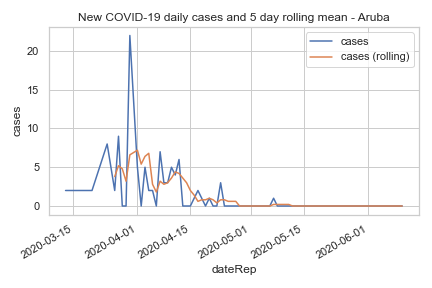 New COVID-19 daily cases and 5 day rolling mean - Aruba
cases
cases (rolling)
20
15
10
5
0
cases
2020-03-15
2020-04-01
2020-04-15
2020-05-01
2020-05-15
2020-06-01
dateRep